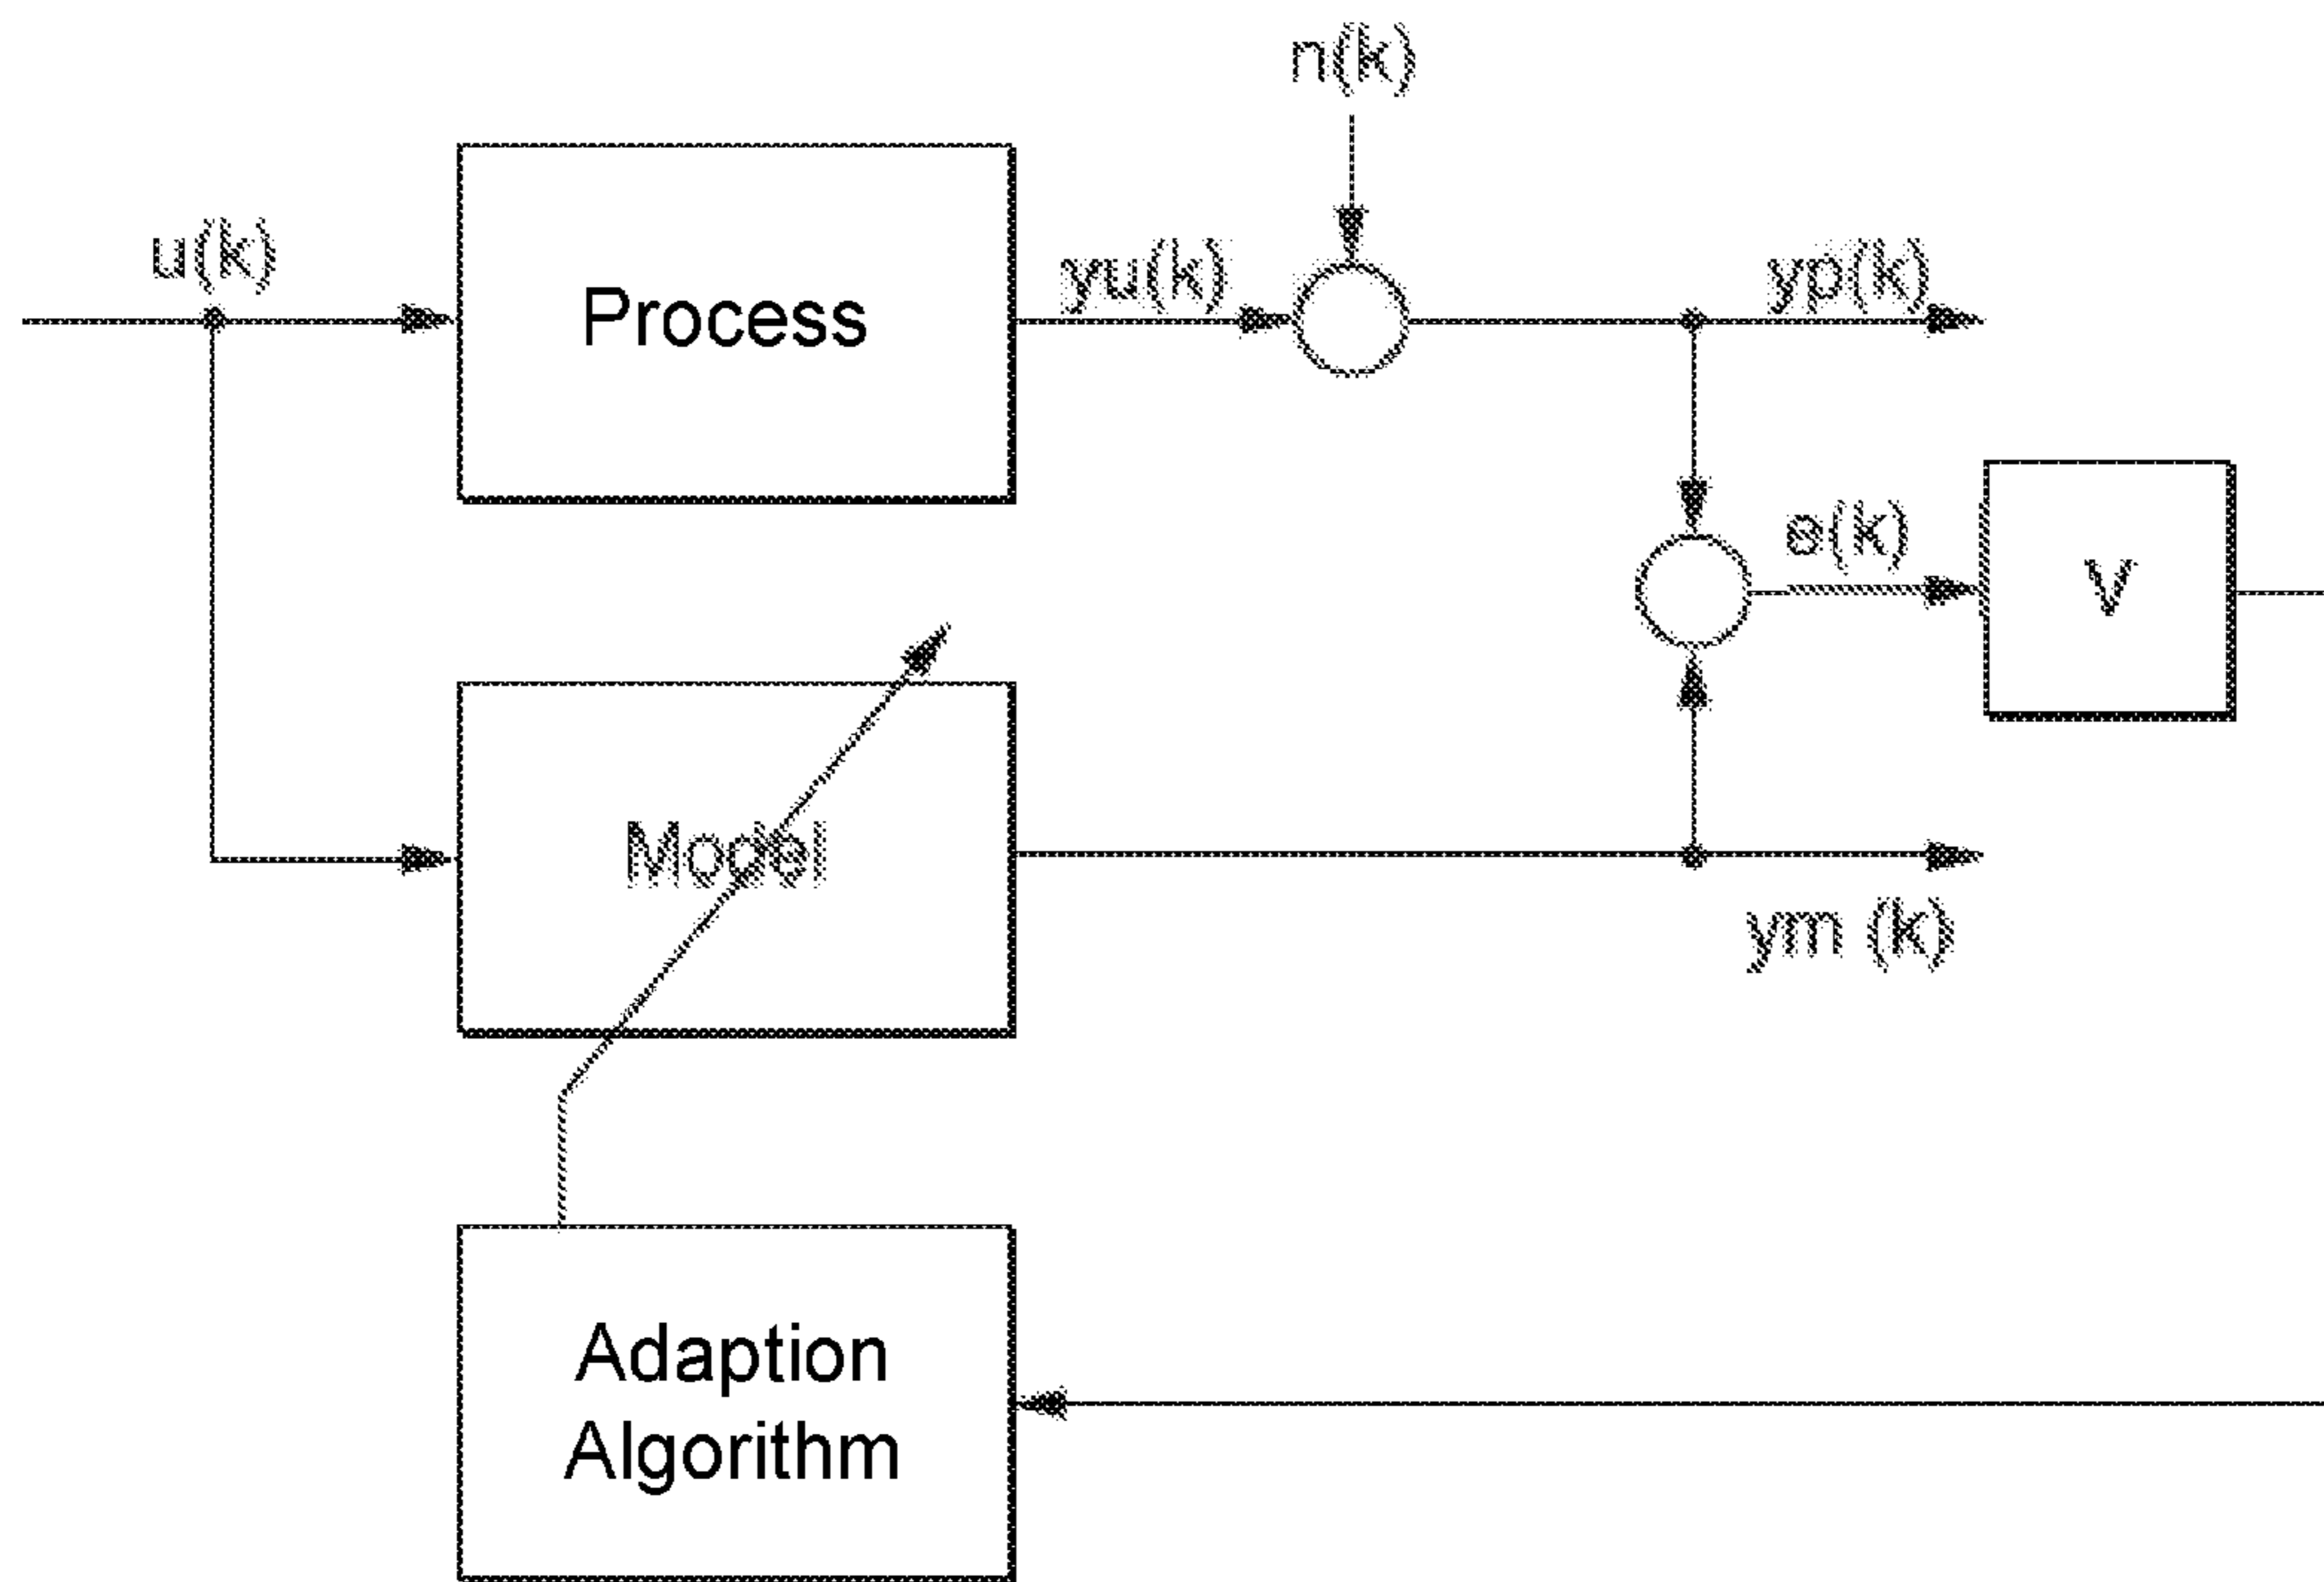 n(k)
u(k)
yu(k)
yp(k)
Process
e(k)
V
Model
ym (k)
Adaption
Algorithm